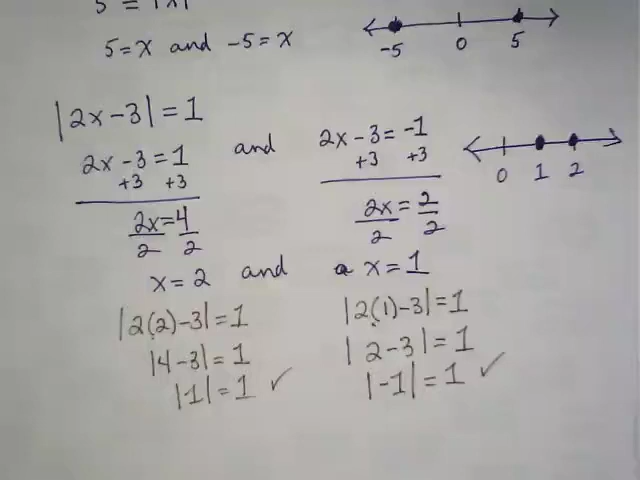 5 = |x|
5 = x and -5 = x
-5 0 5
|2x - 3| = 1
2x - 3 = 1 and 2x - 3 = -1
+3 +3 +3 +3
0 1 2
2x = 4 2x = 2
2 2 2 2
x = 2 and x = 1
|2(2) - 3| = 1 |2(1) - 3| = 1
|4 - 3| = 1 |2 - 3| = 1
|1| = 1 ✓ |-1| = 1 ✓